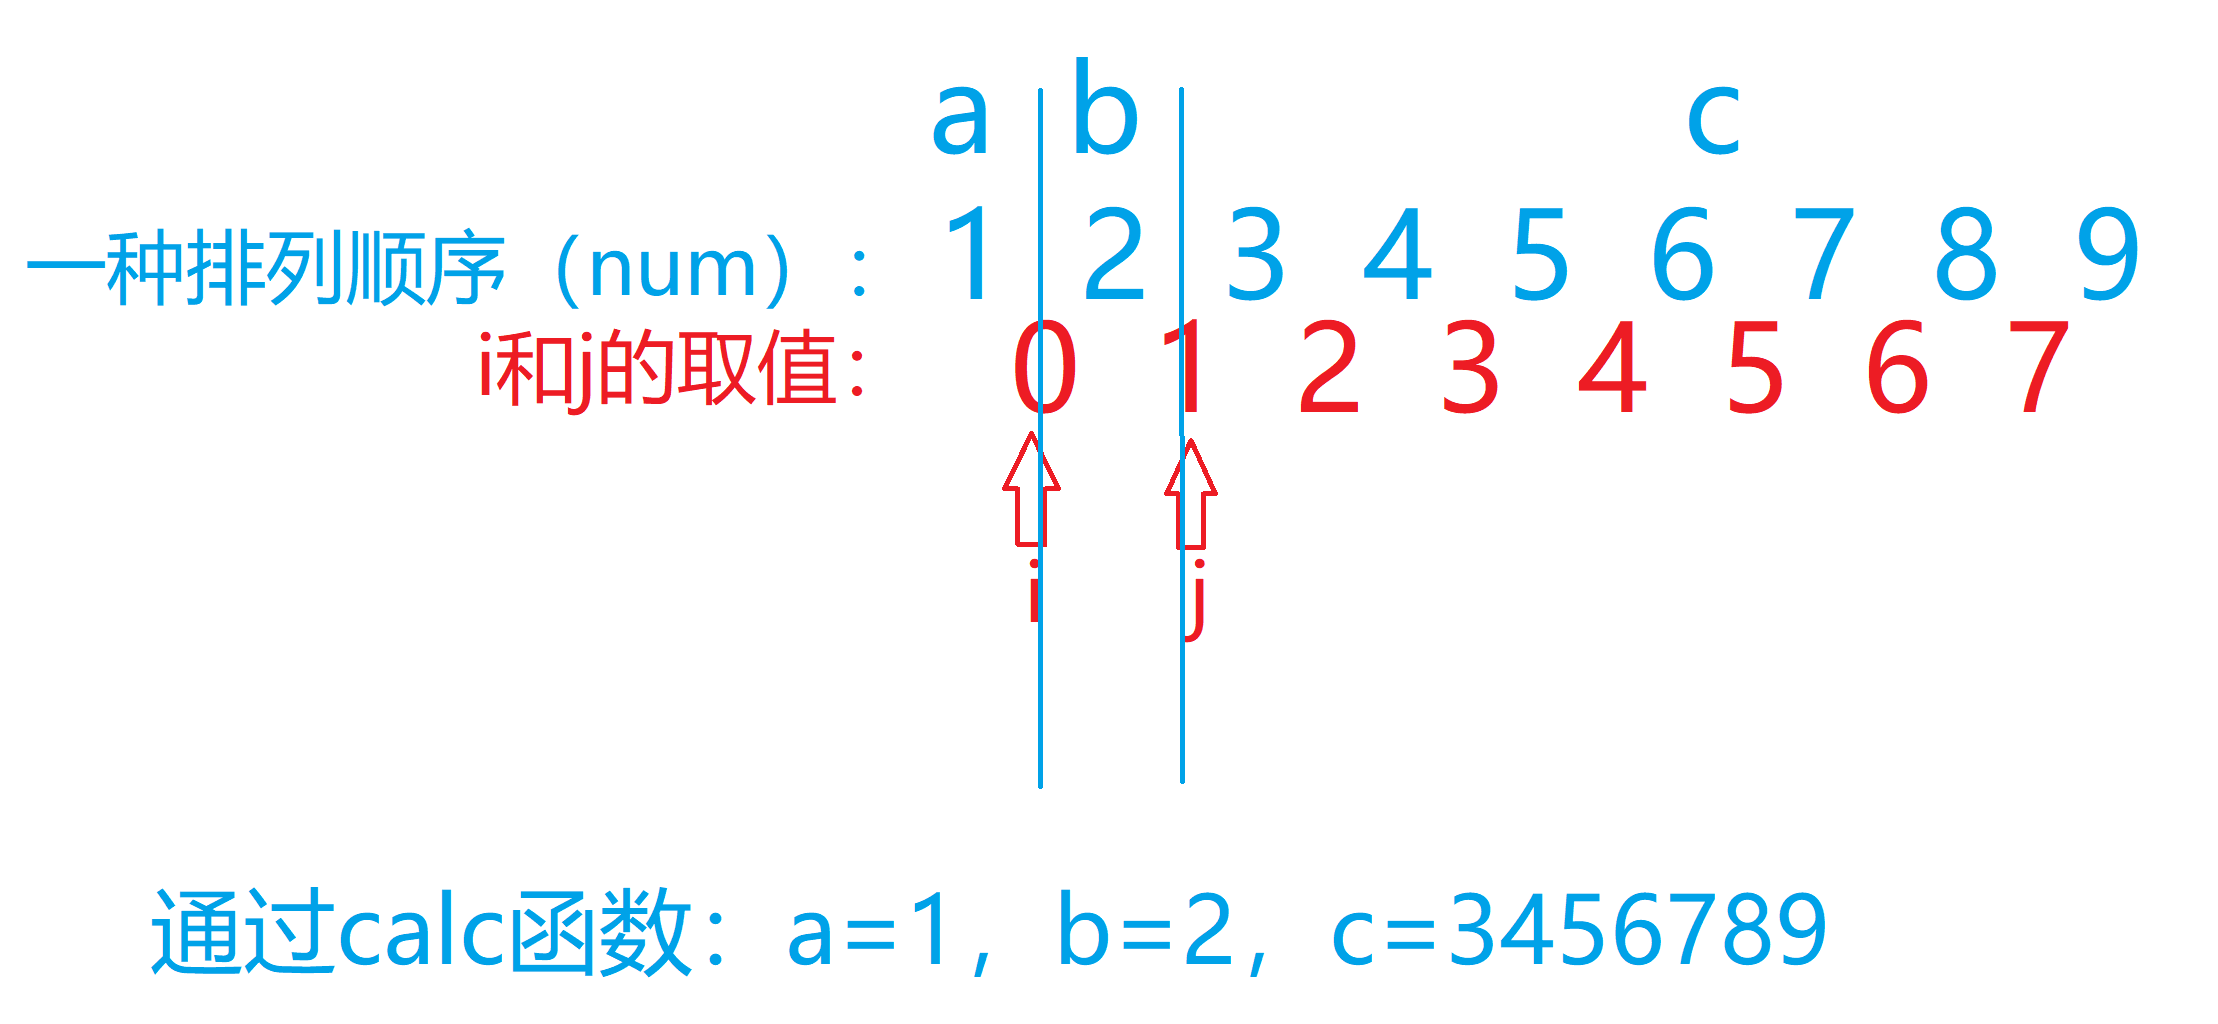 a b c
一种排列顺序（num）: 1 2 3 4 5 6 7 8 9
i和j的取值: 0 1 2 3 4 5 6 7
i j
通过calc函数: a=1, b=2, c=3456789